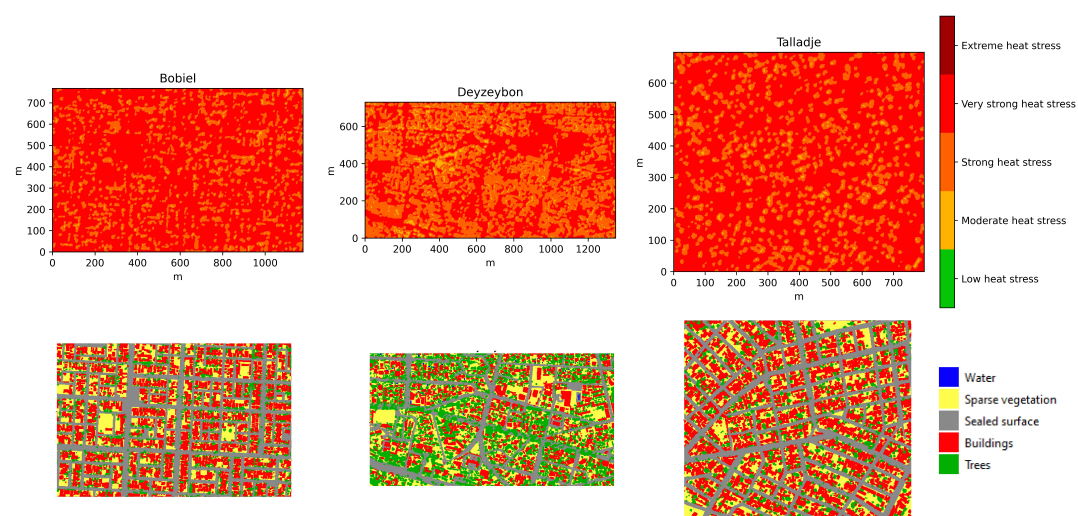 Bobiel
700
600
500
400
300
200
100
0
m
0 200 400 600 800 1000
m
Deyzeybon
600
400
200
0
m
0 200 400 600 800 1000 1200
m
Talladje
600
500
400
300
200
100
0
m
0 100 200 300 400 500 600 700
m
Extreme heat stress
Very strong heat stress
Strong heat stress
Moderate heat stress
Low heat stress
Water
Sparse vegetation
Sealed surface
Buildings
Trees